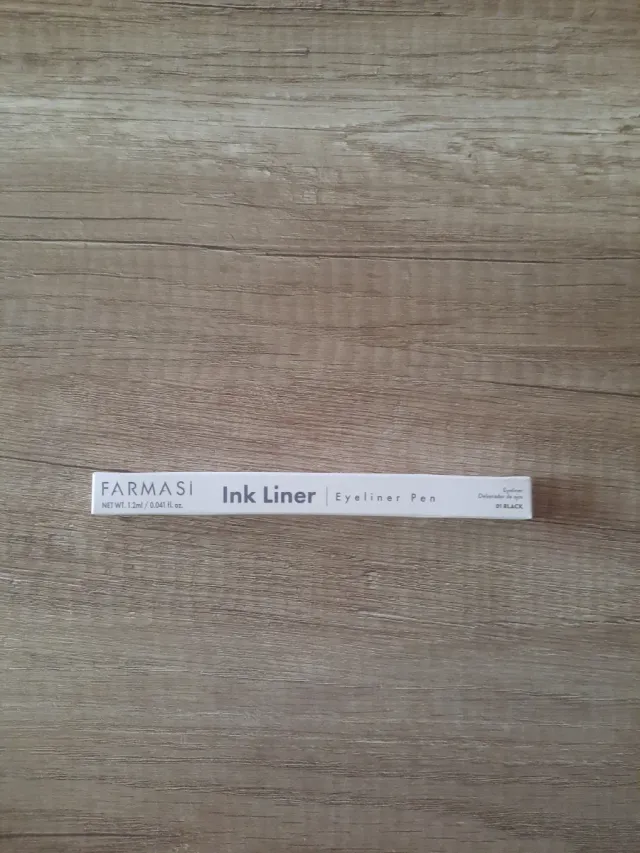 FARMASİ
NET WT. 1.2ml / 0.041 fl. oz.
Ink Liner | Eyeliner Pen
Eyeliner
Delineador de ojos
01 BLACK